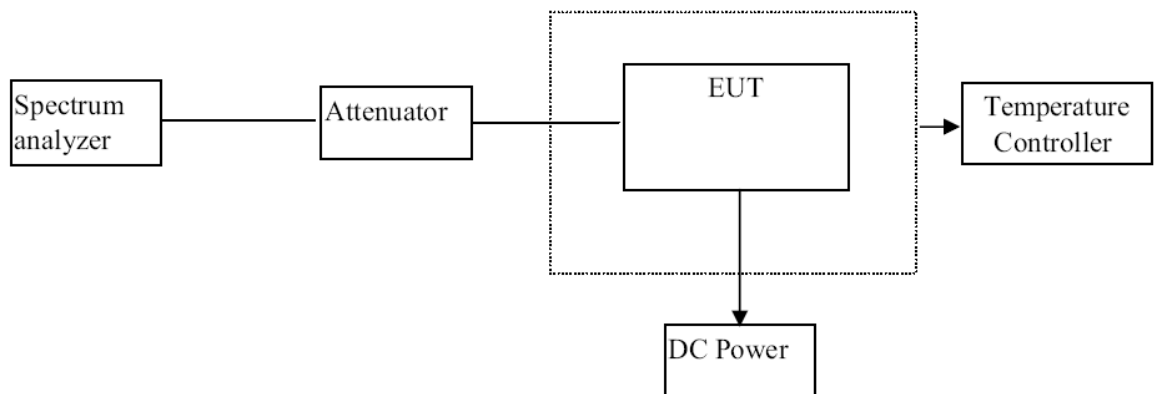 Spectrum
analyzer
Attenuator
EUT
Temperature
Controller
DC Power